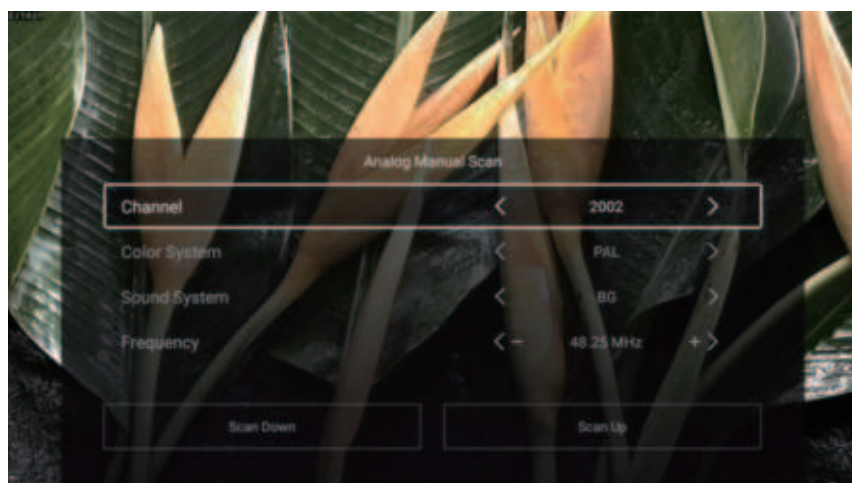 Analog Manual Scan
Channel < 2002 >
Color System < PAL >
Sound System < BG >
Frequency < − 48.25 MHz + >
Scan Down Scan Up